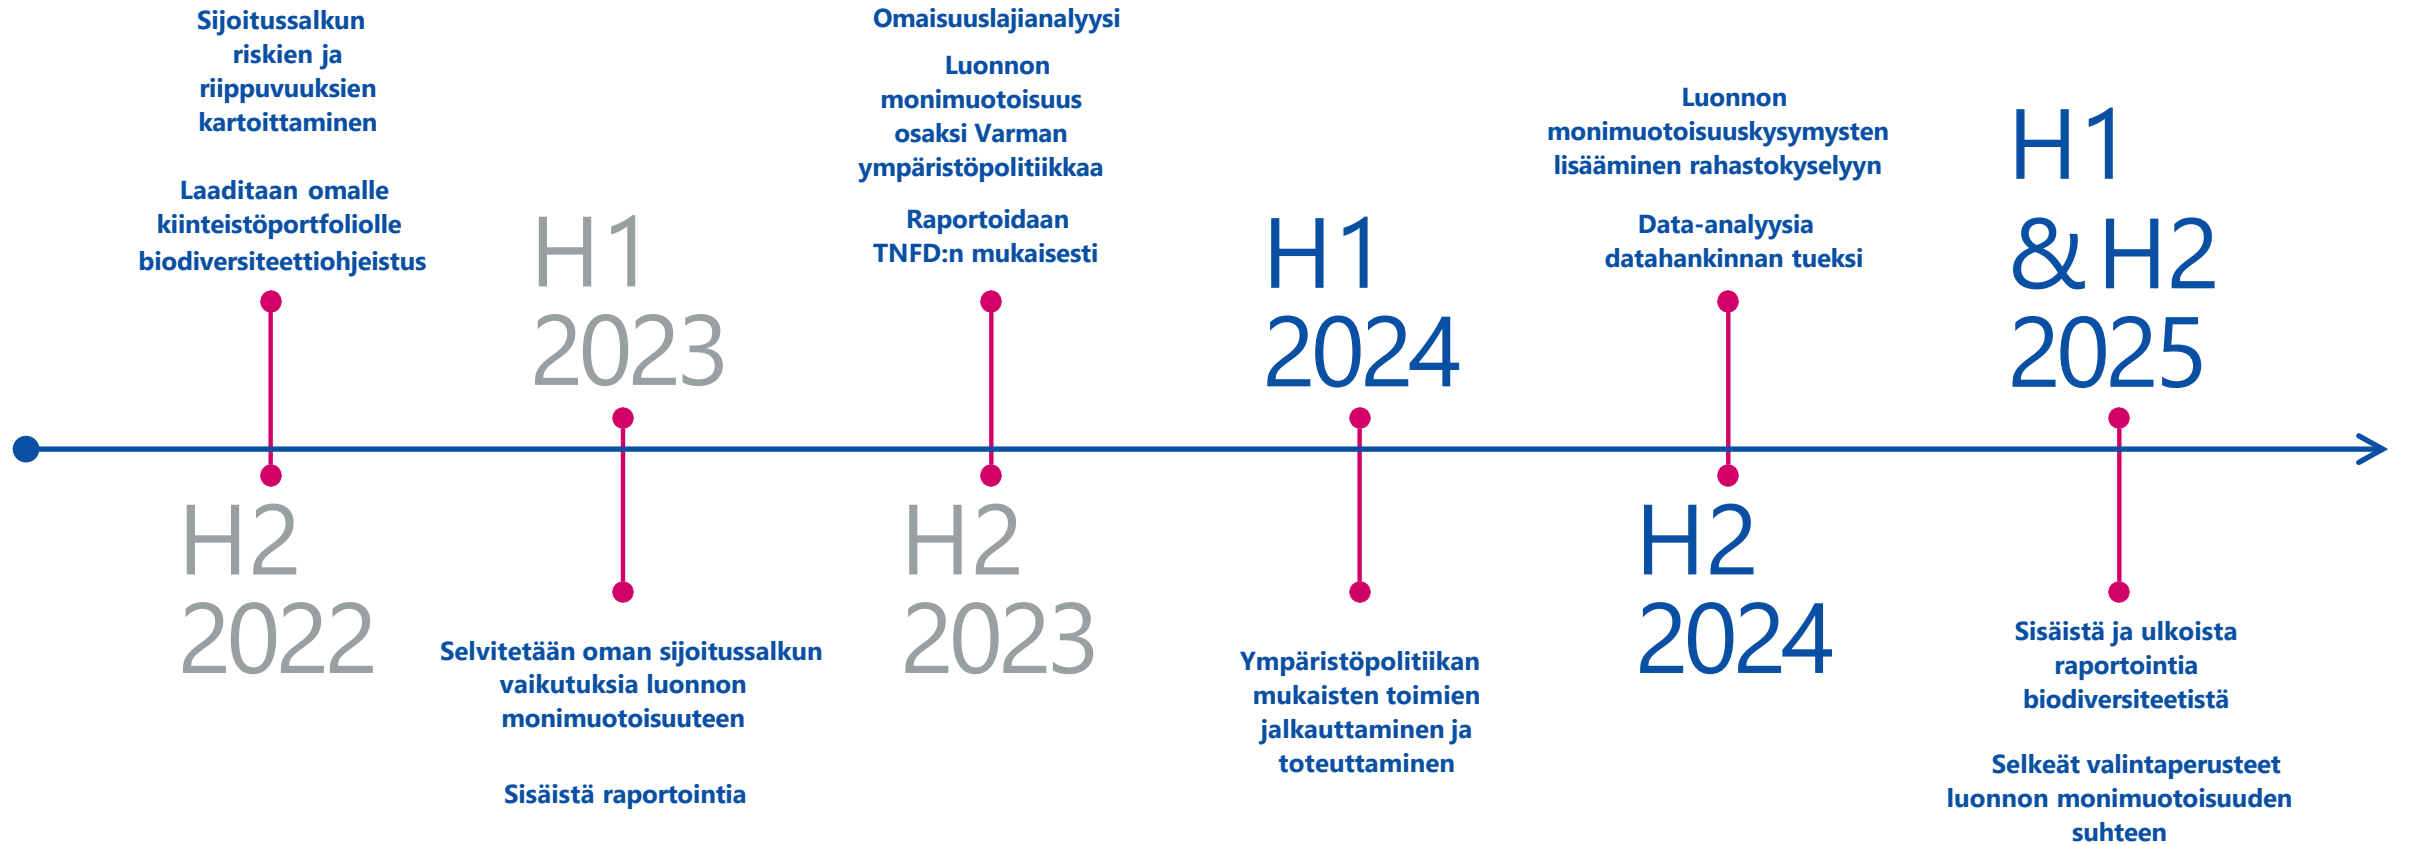 Sijoitussalkun
riskien ja
riippuvuuksien
kartoittaminen
Laaditaan omalle
kiinteistöportfoliolle
biodiversiteettiohjeistus
H2
2022
H1
2023
Selvitetään oman sijoitussalkun
vaikutuksia luonnon
monimuotoisuuteen
Sisäistä raportointia
Omaisuuslajianalyysi
Luonnon
monimuotoisuus
osaksi Varman
ympäristöpolitiikkaa
Raportoidaan
TNFD:n mukaisesti
H2
2023
H1
2024
Ympäristöpolitiikan
mukaisten toimien
jalkauttaminen ja
toteuttaminen
Luonnon
monimuotoisuuskysymysten
lisääminen rahastokyselyyn
Data-analyysia
datahankinnan tueksi
H2
2024
H1
& H2
2025
Sisäistä ja ulkoista
raportointia
biodiversiteetistä
Selkeät valintaperusteet
luonnon monimuotoisuuden
suhteen